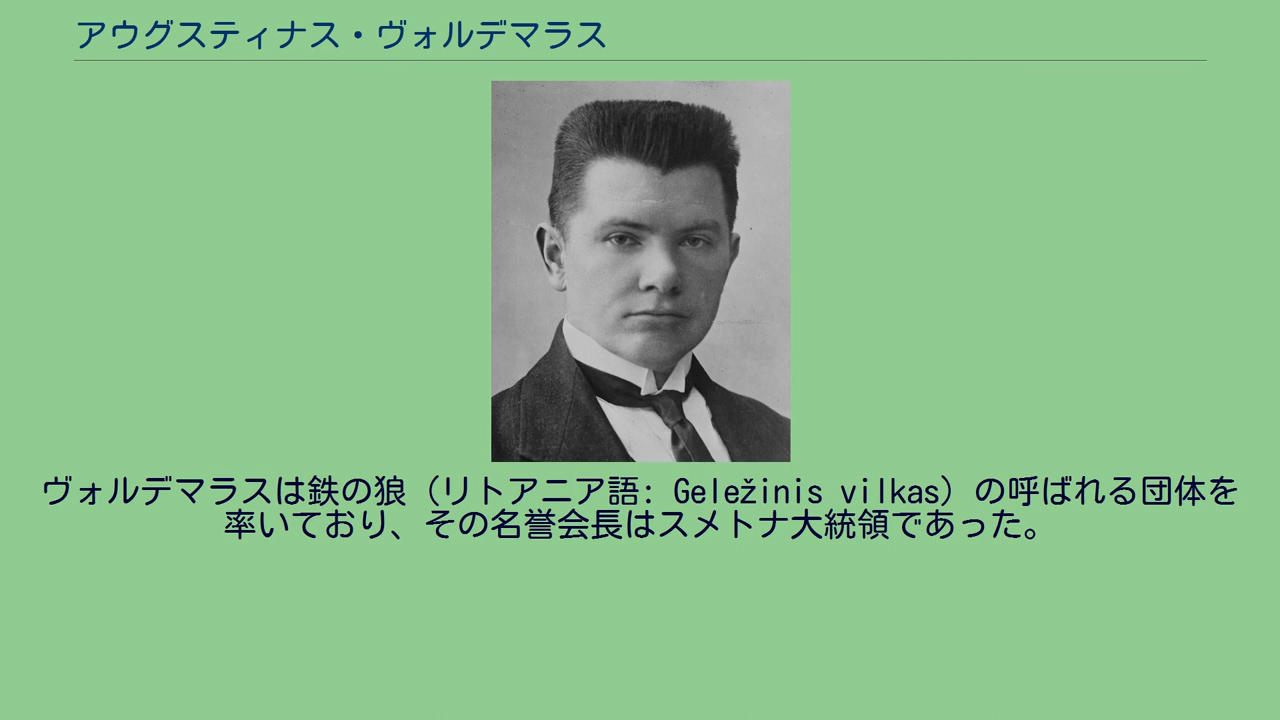 アウグスティナス・ヴォルデマラス
ヴォルデマラスは鉄の狼（リトアニア語: Geležinis vilkas）の呼ばれる団体を
率いており、その名誉会長はスメトナ大統領であった。